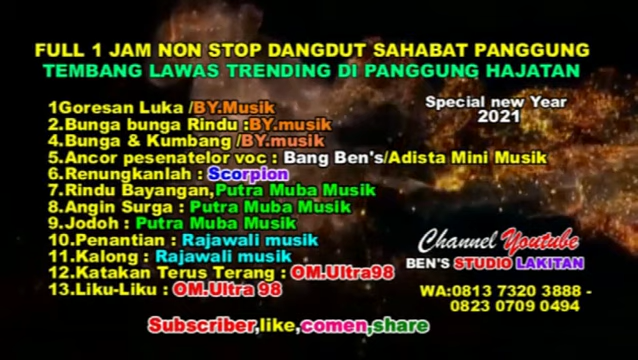 FULL 1 JAM NON STOP DANGDUT SAHABAT PANGGUNG
TEMBANG LAWAS TRENDING DI PANGGUNG HAJATAN
Special new Year
2021
1Goresan Luka /BY.Musik
2.Bunga bunga Rindu :BY.musik
4.Bunga & Kumbang /BY.musik
5.Ancor pesenatelor voc : Bang Ben's/Adista Mini Musik
6.Renungkanlah : Scorpion
7.Rindu Bayangan,Putra Muba Musik
8.Angin Surga : Putra Muba Musik
9.Jodoh : Putra Muba Musik
10.Penantian : Rajawali musik
11.Kalong : Rajawali musik
12.Katakan Terus Terang : OM.Ultra98
13.Liku-Liku : OM.Ultra 98
Channel Youtube
BEN'S STUDIO LAKITAN
WA:0813 7320 3888 -
0823 0709 0494
Subscriber,like,comen,share